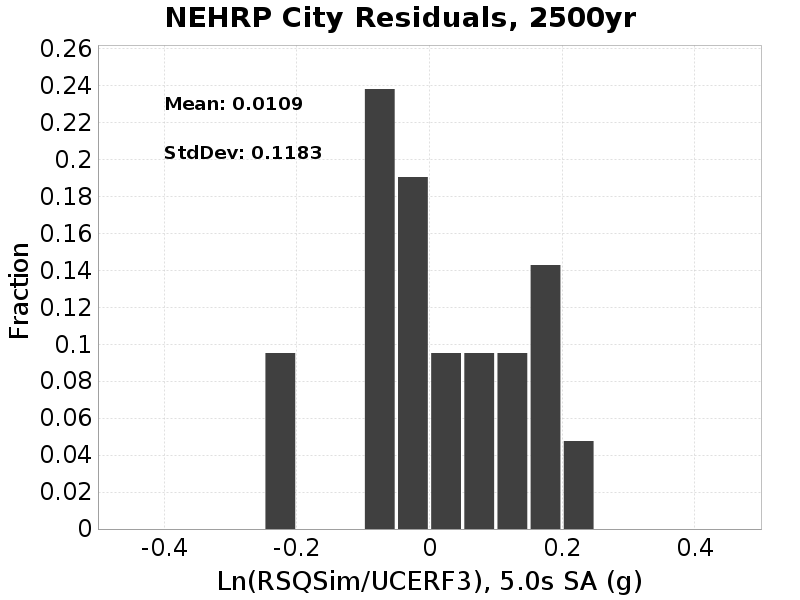 NEHRP City Residuals, 2500yr
0.26
0.24
Mean: 0.0109
0.22
StdDev: 0.1183
0.2
0.18
0.16
0.14
0.12
0.1
0.08
0.06
0.04
0.02
0
Fraction
-0.4 -0.2 0 0.2 0.4
Ln(RSQSim/UCERF3), 5.0s SA (g)